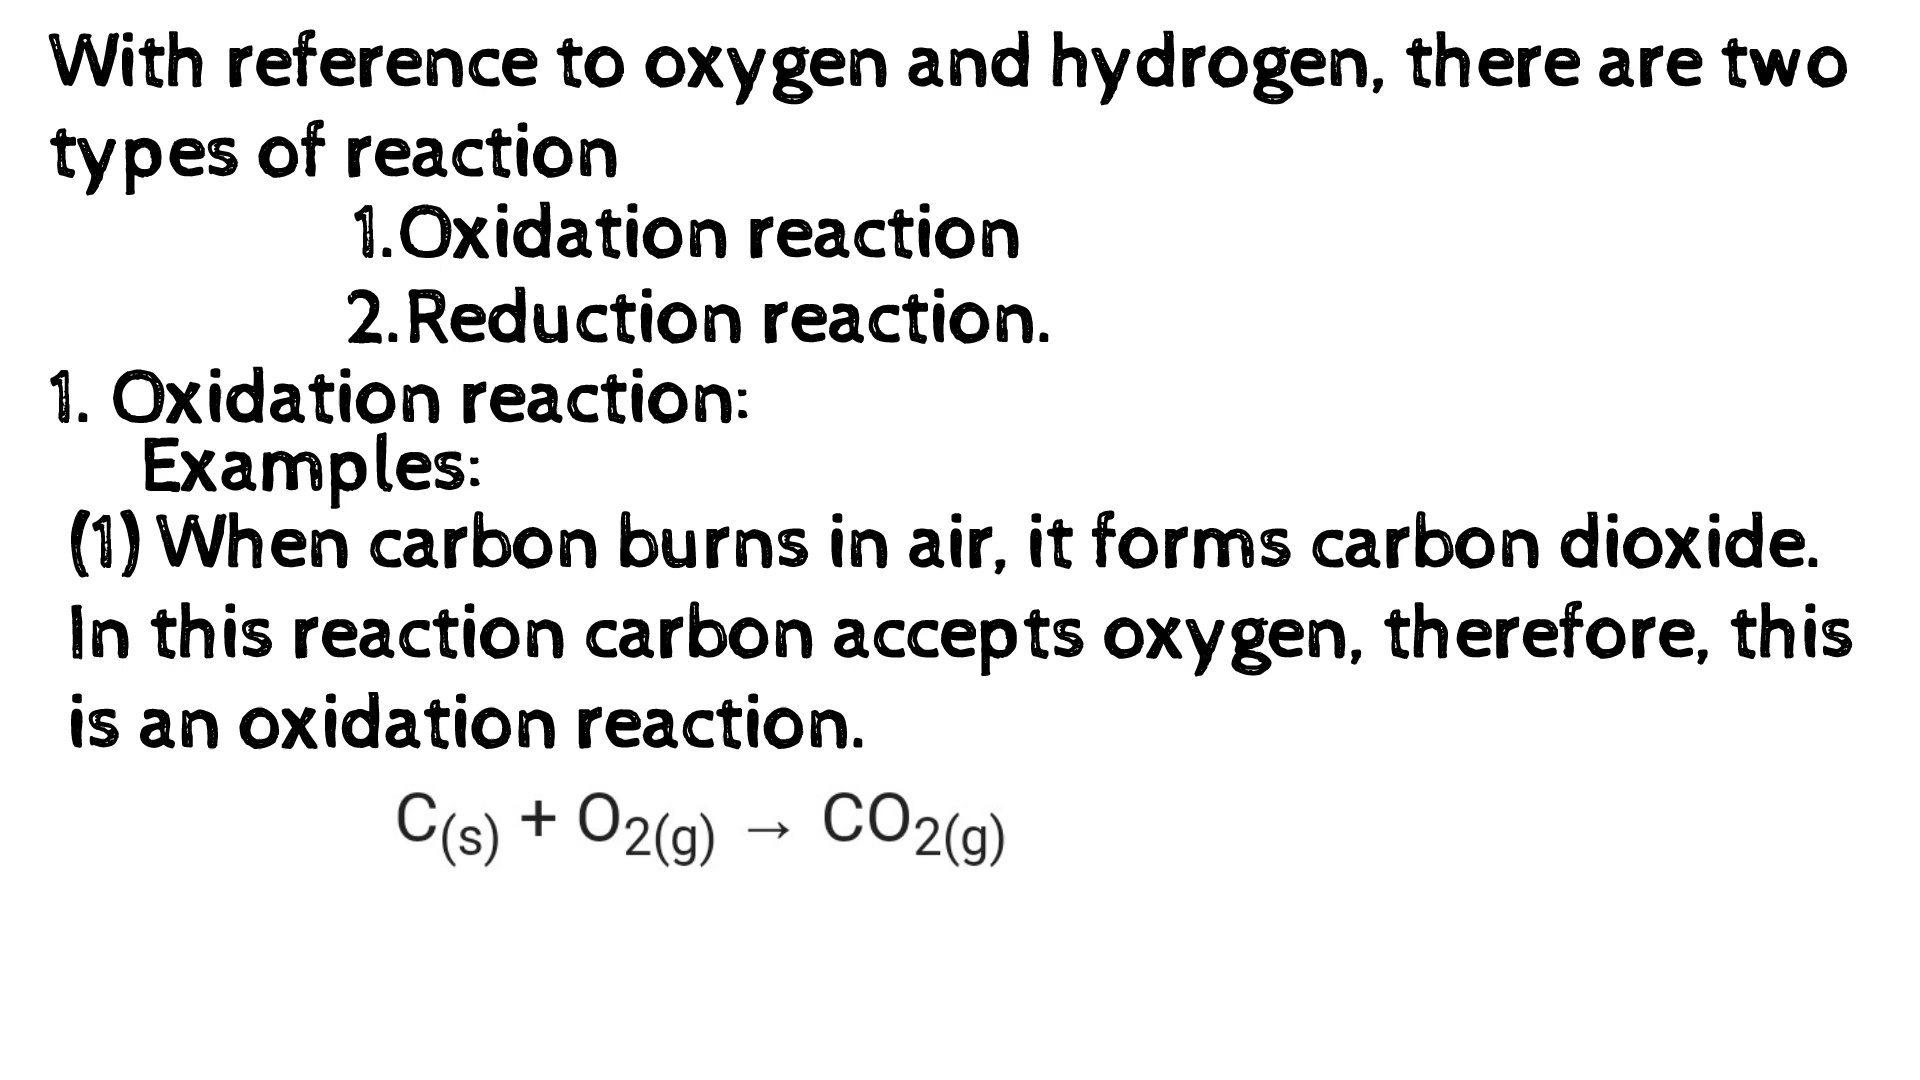 With reference to oxygen and hydrogen, there are two
types of reaction
1.Oxidation reaction
2.Reduction reaction.
1. Oxidation reaction:
Examples:
(1) When carbon burns in air, it forms carbon dioxide.
In this reaction carbon accepts oxygen, therefore, this
is an oxidation reaction.
C(s) + O2(g) → CO2(g)